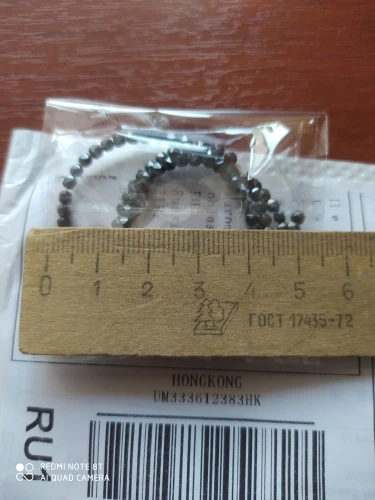 0 1 2 3 4 5 6
ГОСТ 17435-72
HONGKONG
UM333612383HK
RU
REDMI NOTE 8T
AI QUAD CAMERA